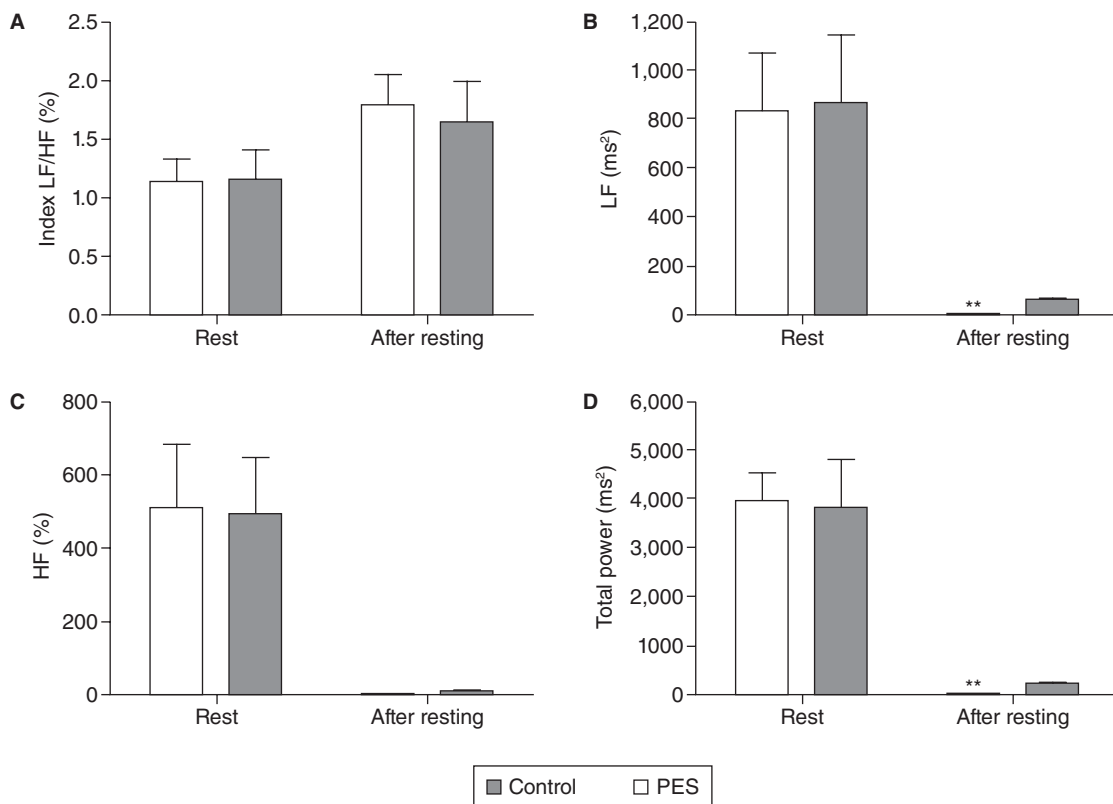 A
Index LF/HF (%)
2.5
2.0
1.5
1.0
0.5
0.0
Rest After resting
B
LF (ms²)
1,200
1,000
800
600
400
200
0
**
Rest After resting
C
HF (%)
800
600
400
200
0
Rest After resting
D
Total power (ms²)
6,000
5,000
4,000
3,000
2,000
1000
0
**
Rest After resting
Control PES